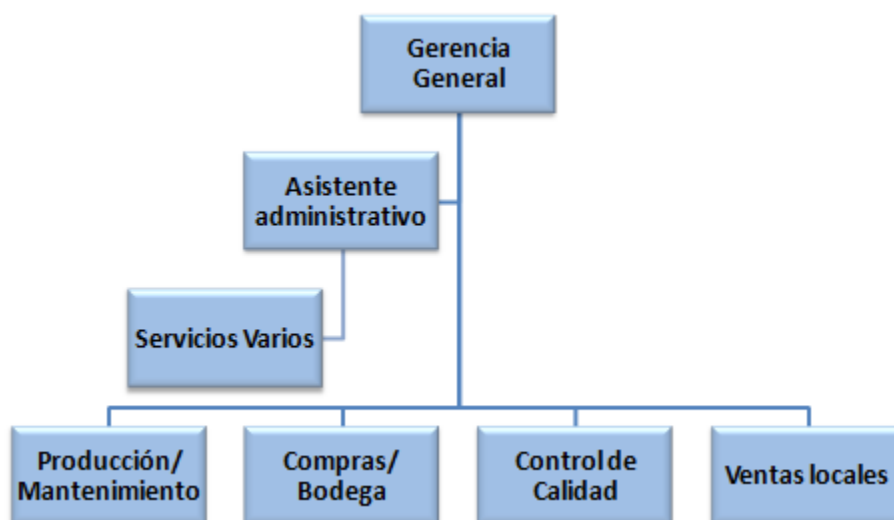 Gerencia
General
Asistente
administrativo
Servicios Varios
Producción/
Mantenimiento
Compras/
Bodega
Control de
Calidad
Ventas locales